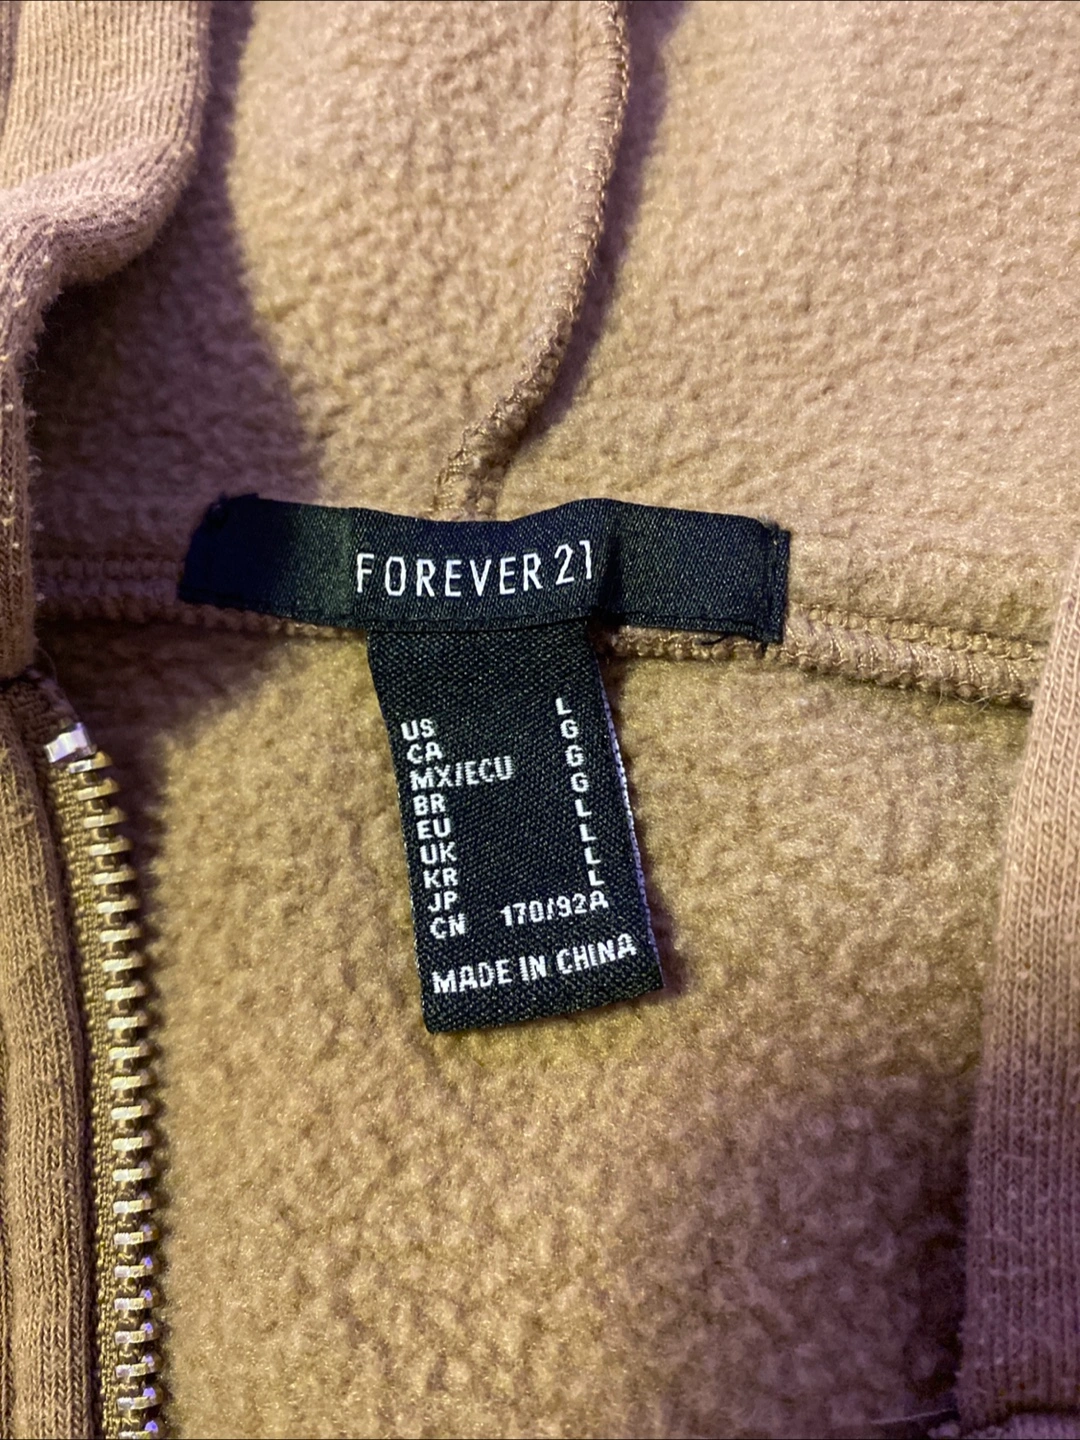 FOREVER 21
US L
CA G
MX/ECU G
BR G
EU L
UK L
KR L
JP L
CN 170/92A
MADE IN CHINA